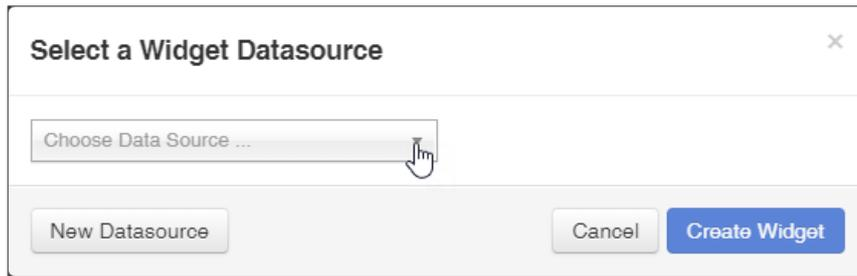 Select a Widget Datasource
×
Choose Data Source ...
New Datasource
Cancel
Create Widget